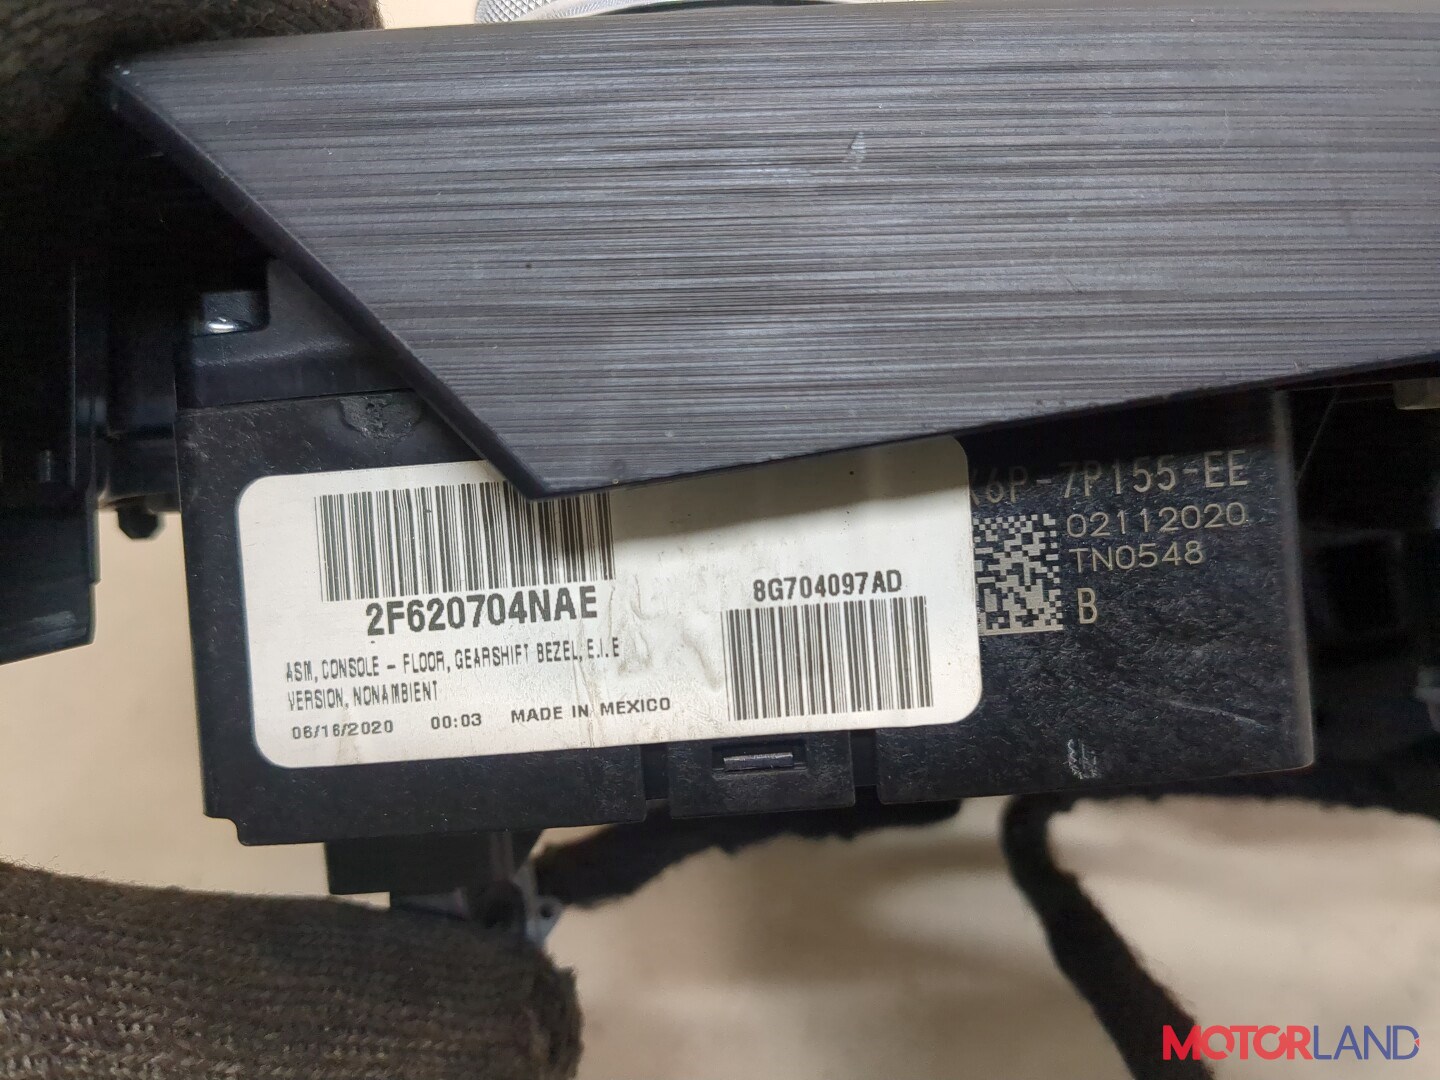 2F620704NAE
ASM, CONSOLE - FLOOR, GEARSHIFT BEZEL, E.I.E
VERSION, NONAMBIENT
06/16/2020 00:03 MADE IN MEXICO
8G704097AD
K6P-7P155-EE
02112020
TN0548
B
MOTORLAND